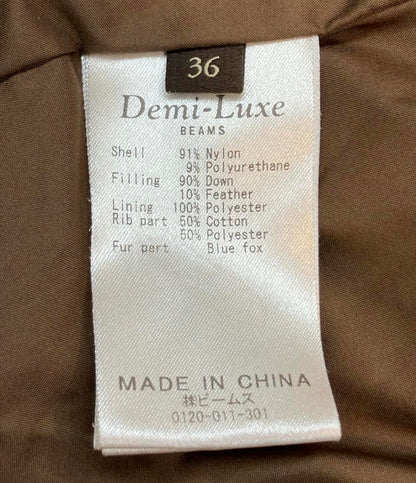 36
Demi-Luxe
BEAMS
Shell 91% Nylon
9% Polyurethane
Filling 90% Down
10% Feather
Lining 100% Polyester
Rib part 50% Cotton
50% Polyester
Fur part Blue fox
MADE IN CHINA
㈱ビームス
0120-011-301